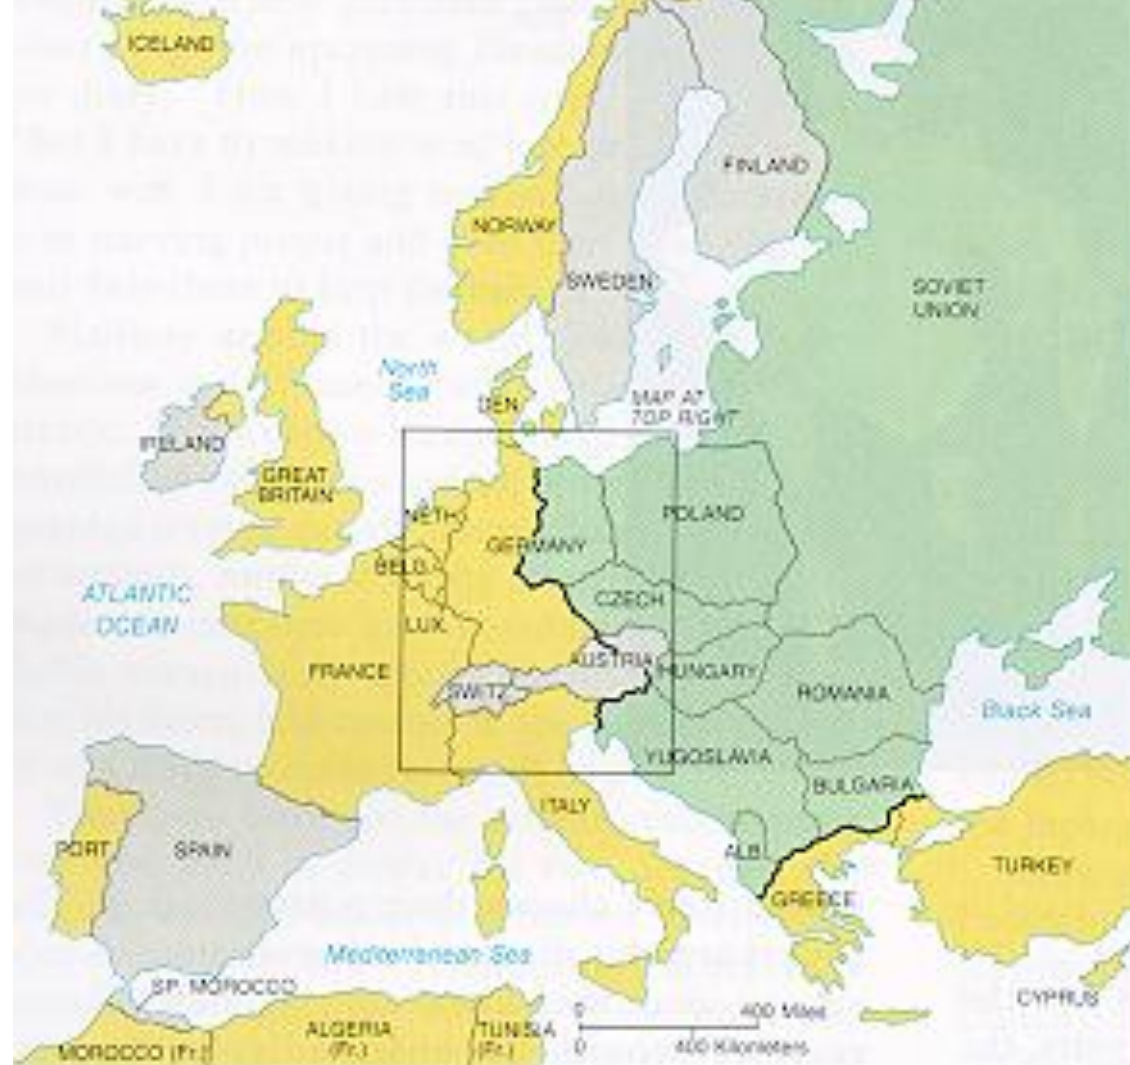 ICELAND
FINLAND
NORWAY
SWEDEN
SOVIET
UNION
North
Sea
DEN.
MAP AT
TOP RIGHT
IRELAND
GREAT
BRITAIN
NETH.
POLAND
GERMANY
BELG.
ATLANTIC
OCEAN
CZECH.
LUX.
FRANCE
AUSTRIA
HUNGARY
SWITZ.
ROMANIA
Black Sea
YUGOSLAVIA
BULGARIA
ITALY
PORT.
SPAIN
ALB.
TURKEY
GREECE
Mediterranean Sea
SP. MOROCCO
CYPRUS
0 400 Miles
0 400 Kilometers
ALGERIA
(Fr.)
TUNISIA
(Fr.)
MOROCCO (Fr.)